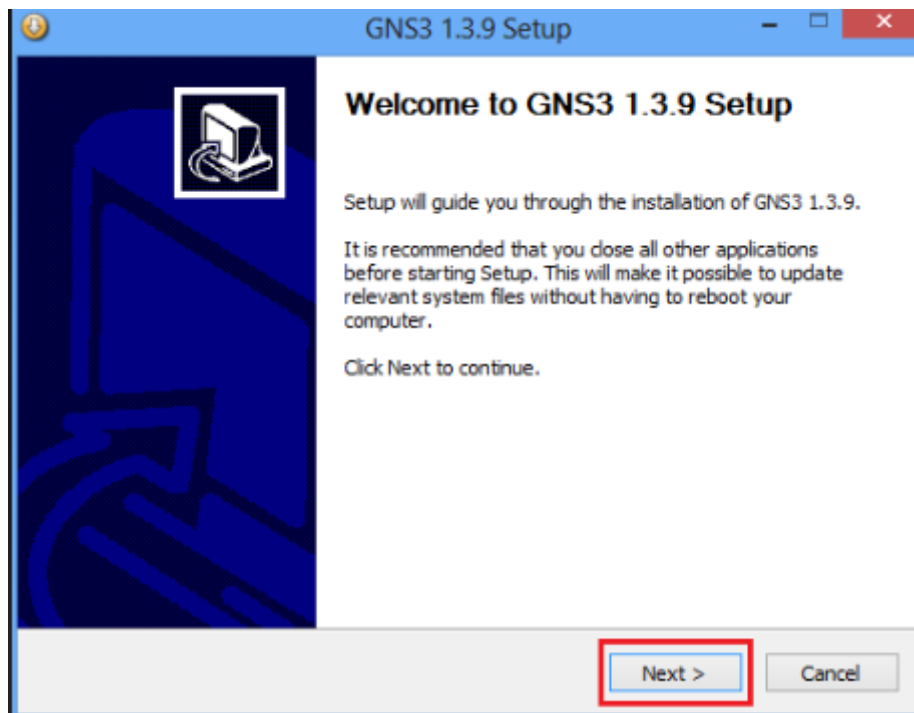 GNS3 1.3.9 Setup
Welcome to GNS3 1.3.9 Setup
Setup will guide you through the installation of GNS3 1.3.9.
It is recommended that you close all other applications
before starting Setup. This will make it possible to update
relevant system files without having to reboot your
computer.
Click Next to continue.
Next > Cancel